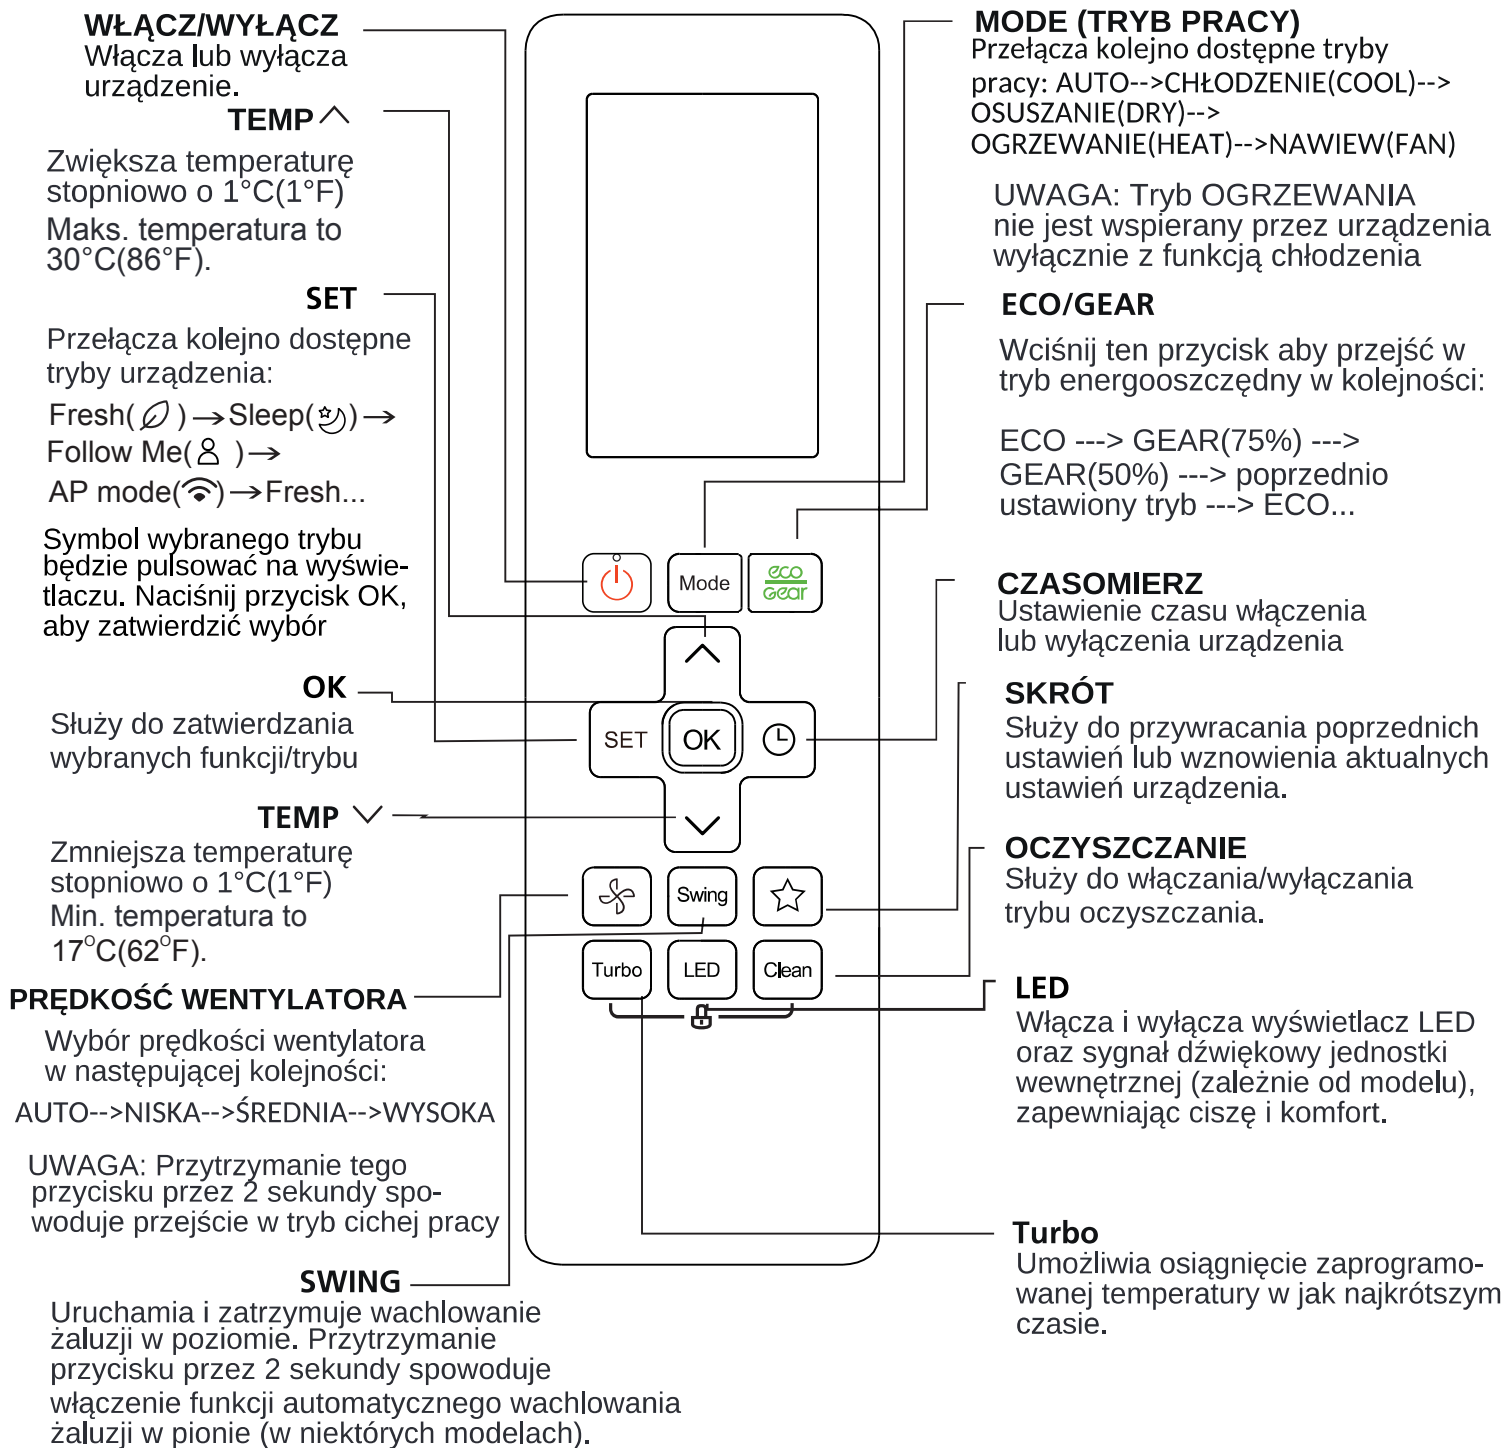 WŁĄCZ/WYŁĄCZ
Włącza lub wyłącza
urządzenie.
TEMP
Zwiększa temperaturę
stopniowo o 1°C(1°F)
Maks. temperatura to
30°C(86°F).
SET
Przełącza kolejno dostępne
tryby urządzenia:
Fresh( ) → Sleep( ) →
Follow Me( ) →
AP mode( ) → Fresh...
Symbol wybranego trybu
będzie pulsować na wyświe-
tlaczu. Naciśnij przycisk OK,
aby zatwierdzić wybór
OK
Służy do zatwierdzania
wybranych funkcji/trybu
TEMP
Zmniejsza temperaturę
stopniowo o 1°C(1°F)
Min. temperatura to
17°C(62°F).
PRĘDKOŚĆ WENTYLATORA
Wybór prędkości wentylatora
w następującej kolejności:
AUTO-->NISKA-->ŚREDNIA-->WYSOKA
UWAGA: Przytrzymanie tego
przycisku przez 2 sekundy spo-
woduje przejście w tryb cichej pracy
SWING
Uruchamia i zatrzymuje wachlowanie
żaluzji w poziomie. Przytrzymanie
przycisku przez 2 sekundy spowoduje
włączenie funkcji automatycznego wachlowania
żaluzji w pionie (w niektórych modelach).
Mode
eco
Gear
SET
OK
Swing
Turbo
LED
Clean
MODE (TRYB PRACY)
Przełącza kolejno dostępne tryby
pracy: AUTO-->CHŁODZENIE(COOL)-->
OSUSZANIE(DRY)-->
OGRZEWANIE(HEAT)-->NAWIEW(FAN)
UWAGA: Tryb OGRZEWANIA
nie jest wspierany przez urządzenia
wyłącznie z funkcją chłodzenia
ECO/GEAR
Wciśnij ten przycisk aby przejść w
tryb energooszczędny w kolejności:
ECO ---> GEAR(75%) --->
GEAR(50%) ---> poprzednio
ustawiony tryb ---> ECO...
CZASOMIERZ
Ustawienie czasu włączenia
lub wyłączenia urządzenia
SKRÓT
Służy do przywracania poprzednich
ustawień lub wznowienia aktualnych
ustawień urządzenia.
OCZYSZCZANIE
Służy do włączania/wyłączania
trybu oczyszczania.
LED
Włącza i wyłącza wyświetlacz LED
oraz sygnał dźwiękowy jednostki
wewnętrznej (zależnie od modelu),
zapewniając ciszę i komfort.
Turbo
Umożliwia osiągnięcie zaprogramo-
wanej temperatury w jak najkrótszym
czasie.